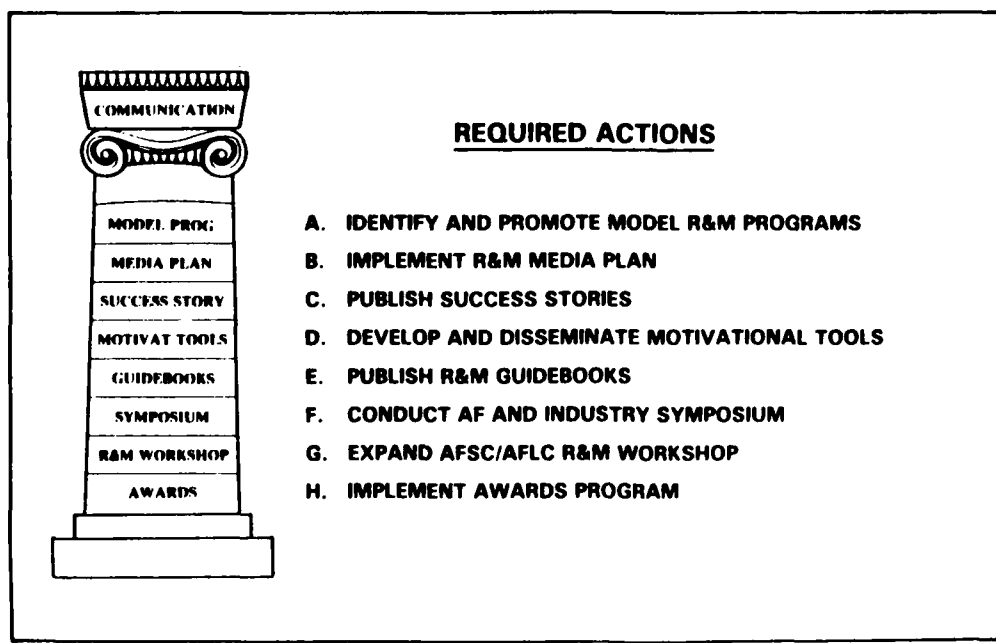 COMMUNICATION
MODEL PROG
MEDIA PLAN
SUCCESS STORY
MOTIVAT TOOLS
GUIDEBOOKS
SYMPOSIUM
R&M WORKSHOP
AWARDS
REQUIRED ACTIONS
A. IDENTIFY AND PROMOTE MODEL R&M PROGRAMS
B. IMPLEMENT R&M MEDIA PLAN
C. PUBLISH SUCCESS STORIES
D. DEVELOP AND DISSEMINATE MOTIVATIONAL TOOLS
E. PUBLISH R&M GUIDEBOOKS
F. CONDUCT AF AND INDUSTRY SYMPOSIUM
G. EXPAND AFSC/AFLC R&M WORKSHOP
H. IMPLEMENT AWARDS PROGRAM